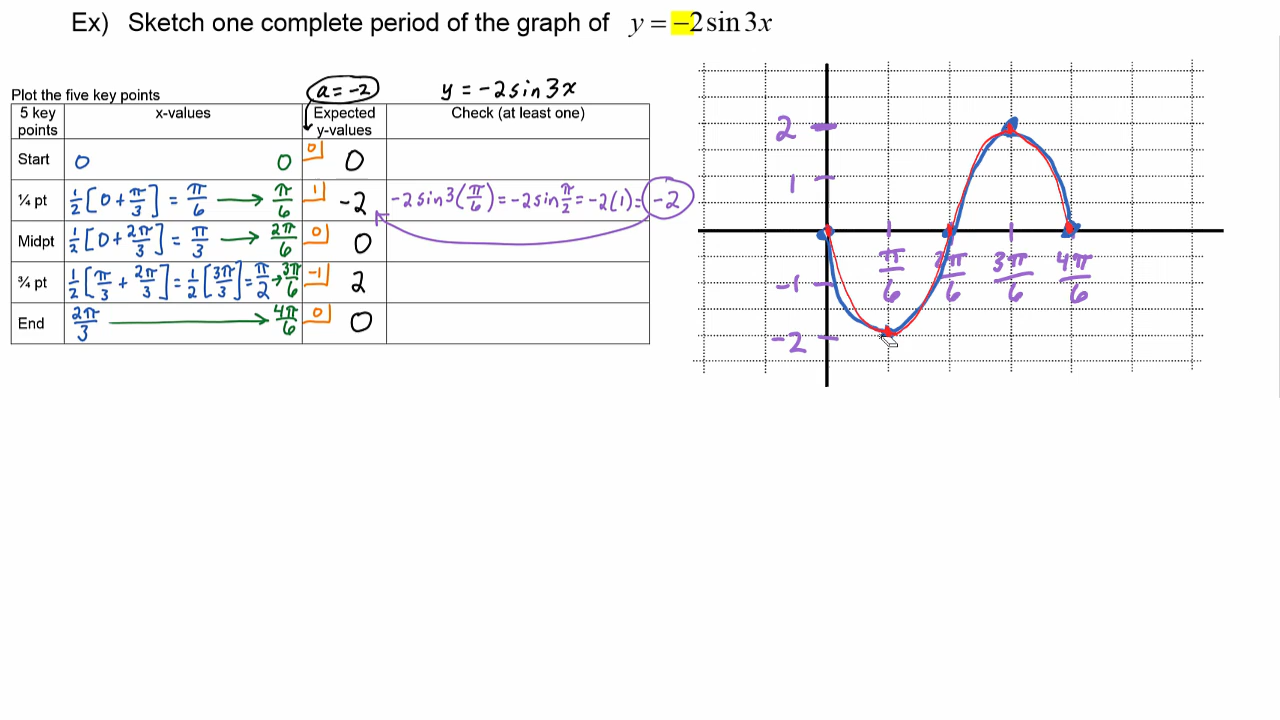 Ex) Sketch one complete period of the graph of y = −2 sin 3x
Plot the five key points
a = -2
y = -2 sin 3x
5 key points x-values Expected y-values Check (at least one)
Start 0 0 0 0
¼ pt ½[0 + π/3] = π/6 → π/6 1 -2 -2 sin 3(π/6) = -2 sin π/2 = -2(1) = -2
Midpt ½[0 + 2π/3] = π/3 → 2π/6 0 0
¾ pt ½[π/3 + 2π/3] = ½[3π/3] = π/2 → 3π/6 -1 2
End 2π/3 → 4π/6 0 0
2
1
π/6 2π/6 3π/6 4π/6
-1
-2